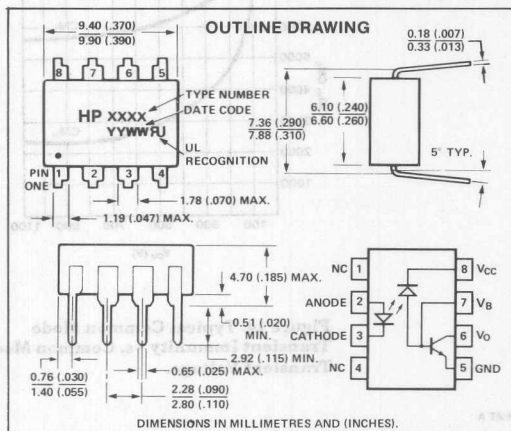 OUTLINE DRAWING
9.40 (.370)
9.90 (.390)
8 7 6 5
HP XXXX
YYWW RU
TYPE NUMBER
DATE CODE
UL
RECOGNITION
PIN
ONE
1 2 3 4
1.78 (.070) MAX.
1.19 (.047) MAX.
0.18 (.007)
0.33 (.013)
7.36 (.290)
7.88 (.310)
6.10 (.240)
6.60 (.260)
5° TYP.
4.70 (.185) MAX.
0.51 (.020)
MIN.
2.92 (.115) MIN.
0.65 (.025) MAX.
0.76 (.030)
1.40 (.055)
2.28 (.090)
2.80 (.110)
NC 1
ANODE 2
CATHODE 3
NC 4
8 VCC
7 VB
6 VO
5 GND
DIMENSIONS IN MILLIMETRES AND (INCHES).